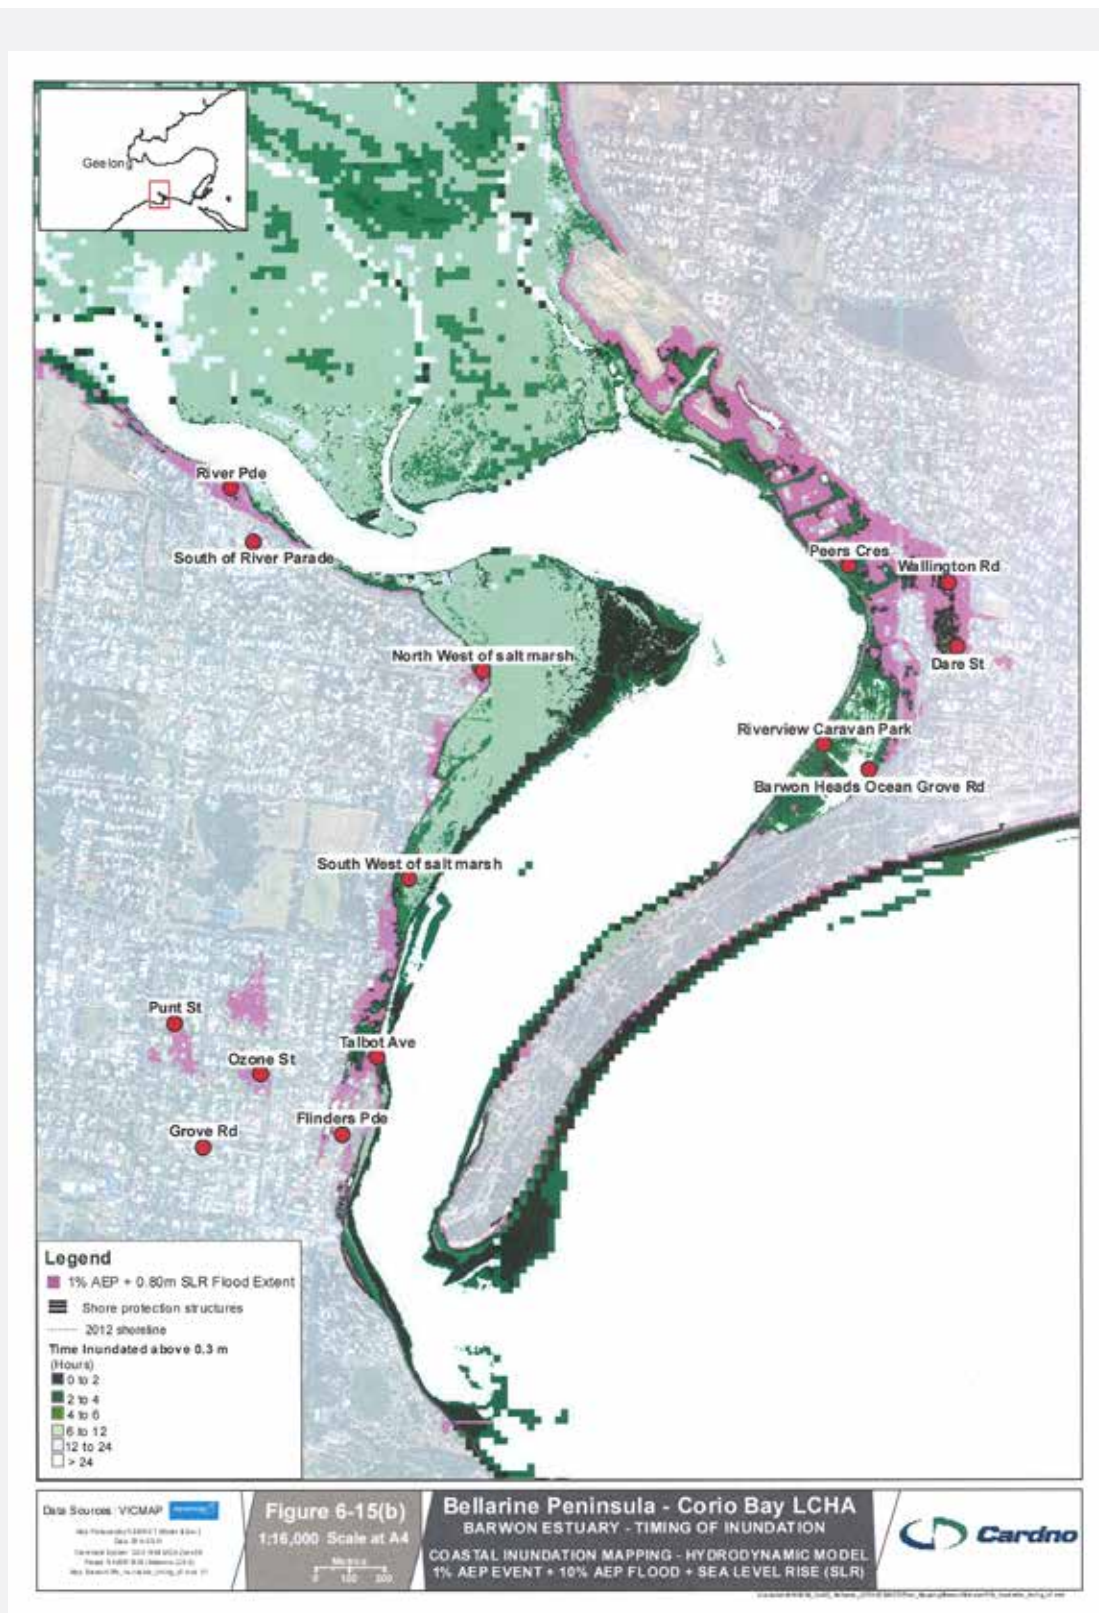 Geelong
River Pde
South of River Parade
Peers Cres
Wallington Rd
North West of salt marsh
Dare St
Riverview Caravan Park
Barwon Heads Ocean Grove Rd
South West of salt marsh
Punt St
Talbot Ave
Ozone St
Flinders Pde
Grove Rd
Legend
1% AEP + 0.80m SLR Flood Extent
Shore protection structures
2012 shoreline
Time Inundated above 0.3 m
(Hours)
0 to 2
2 to 4
4 to 6
6 to 12
12 to 24
> 24
Data Sources: VICMAP
Figure 6-15(b)
1:16,000 Scale at A4
Metres
0 100 200
Bellarine Peninsula - Corio Bay LCHA
BARWON ESTUARY - TIMING OF INUNDATION
COASTAL INUNDATION MAPPING - HYDRODYNAMIC MODEL
1% AEP EVENT + 10% AEP FLOOD + SEA LEVEL RISE (SLR)
Cardno